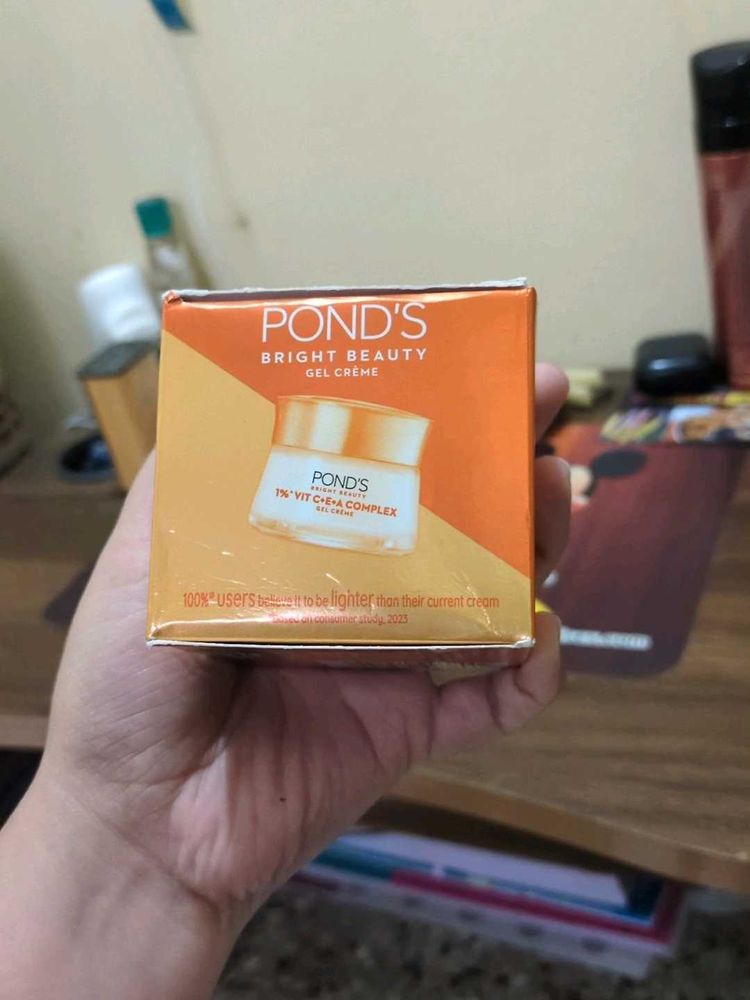 POND'S
BRIGHT BEAUTY
GEL CRÈME
POND'S
BRIGHT BEAUTY
1%* VIT C+E+A COMPLEX
GEL CRÈME
100%# users believe it to be lighter than their current cream
based on consumer study, 2023